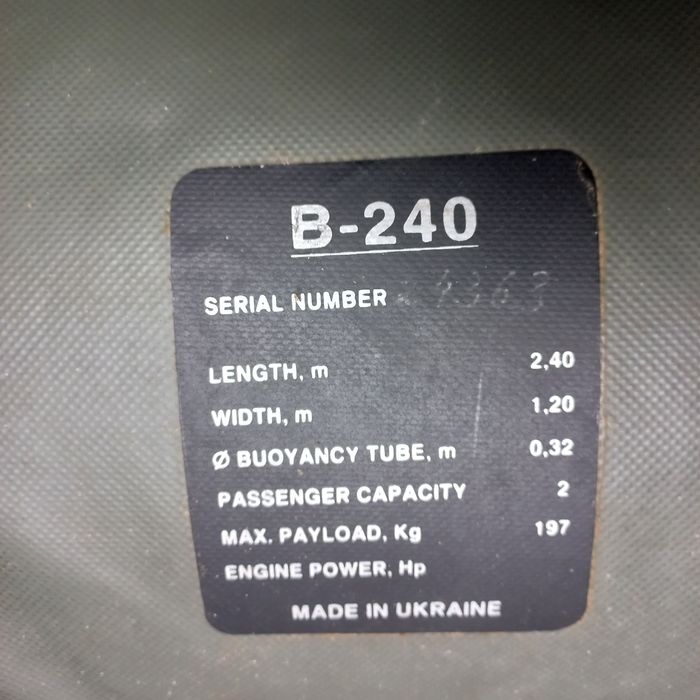 B-240
SERIAL NUMBER 4363
LENGTH, m 2,40
WIDTH, m 1,20
Ø BUOYANCY TUBE, m 0,32
PASSENGER CAPACITY 2
MAX. PAYLOAD, Kg 197
ENGINE POWER, Hp
MADE IN UKRAINE